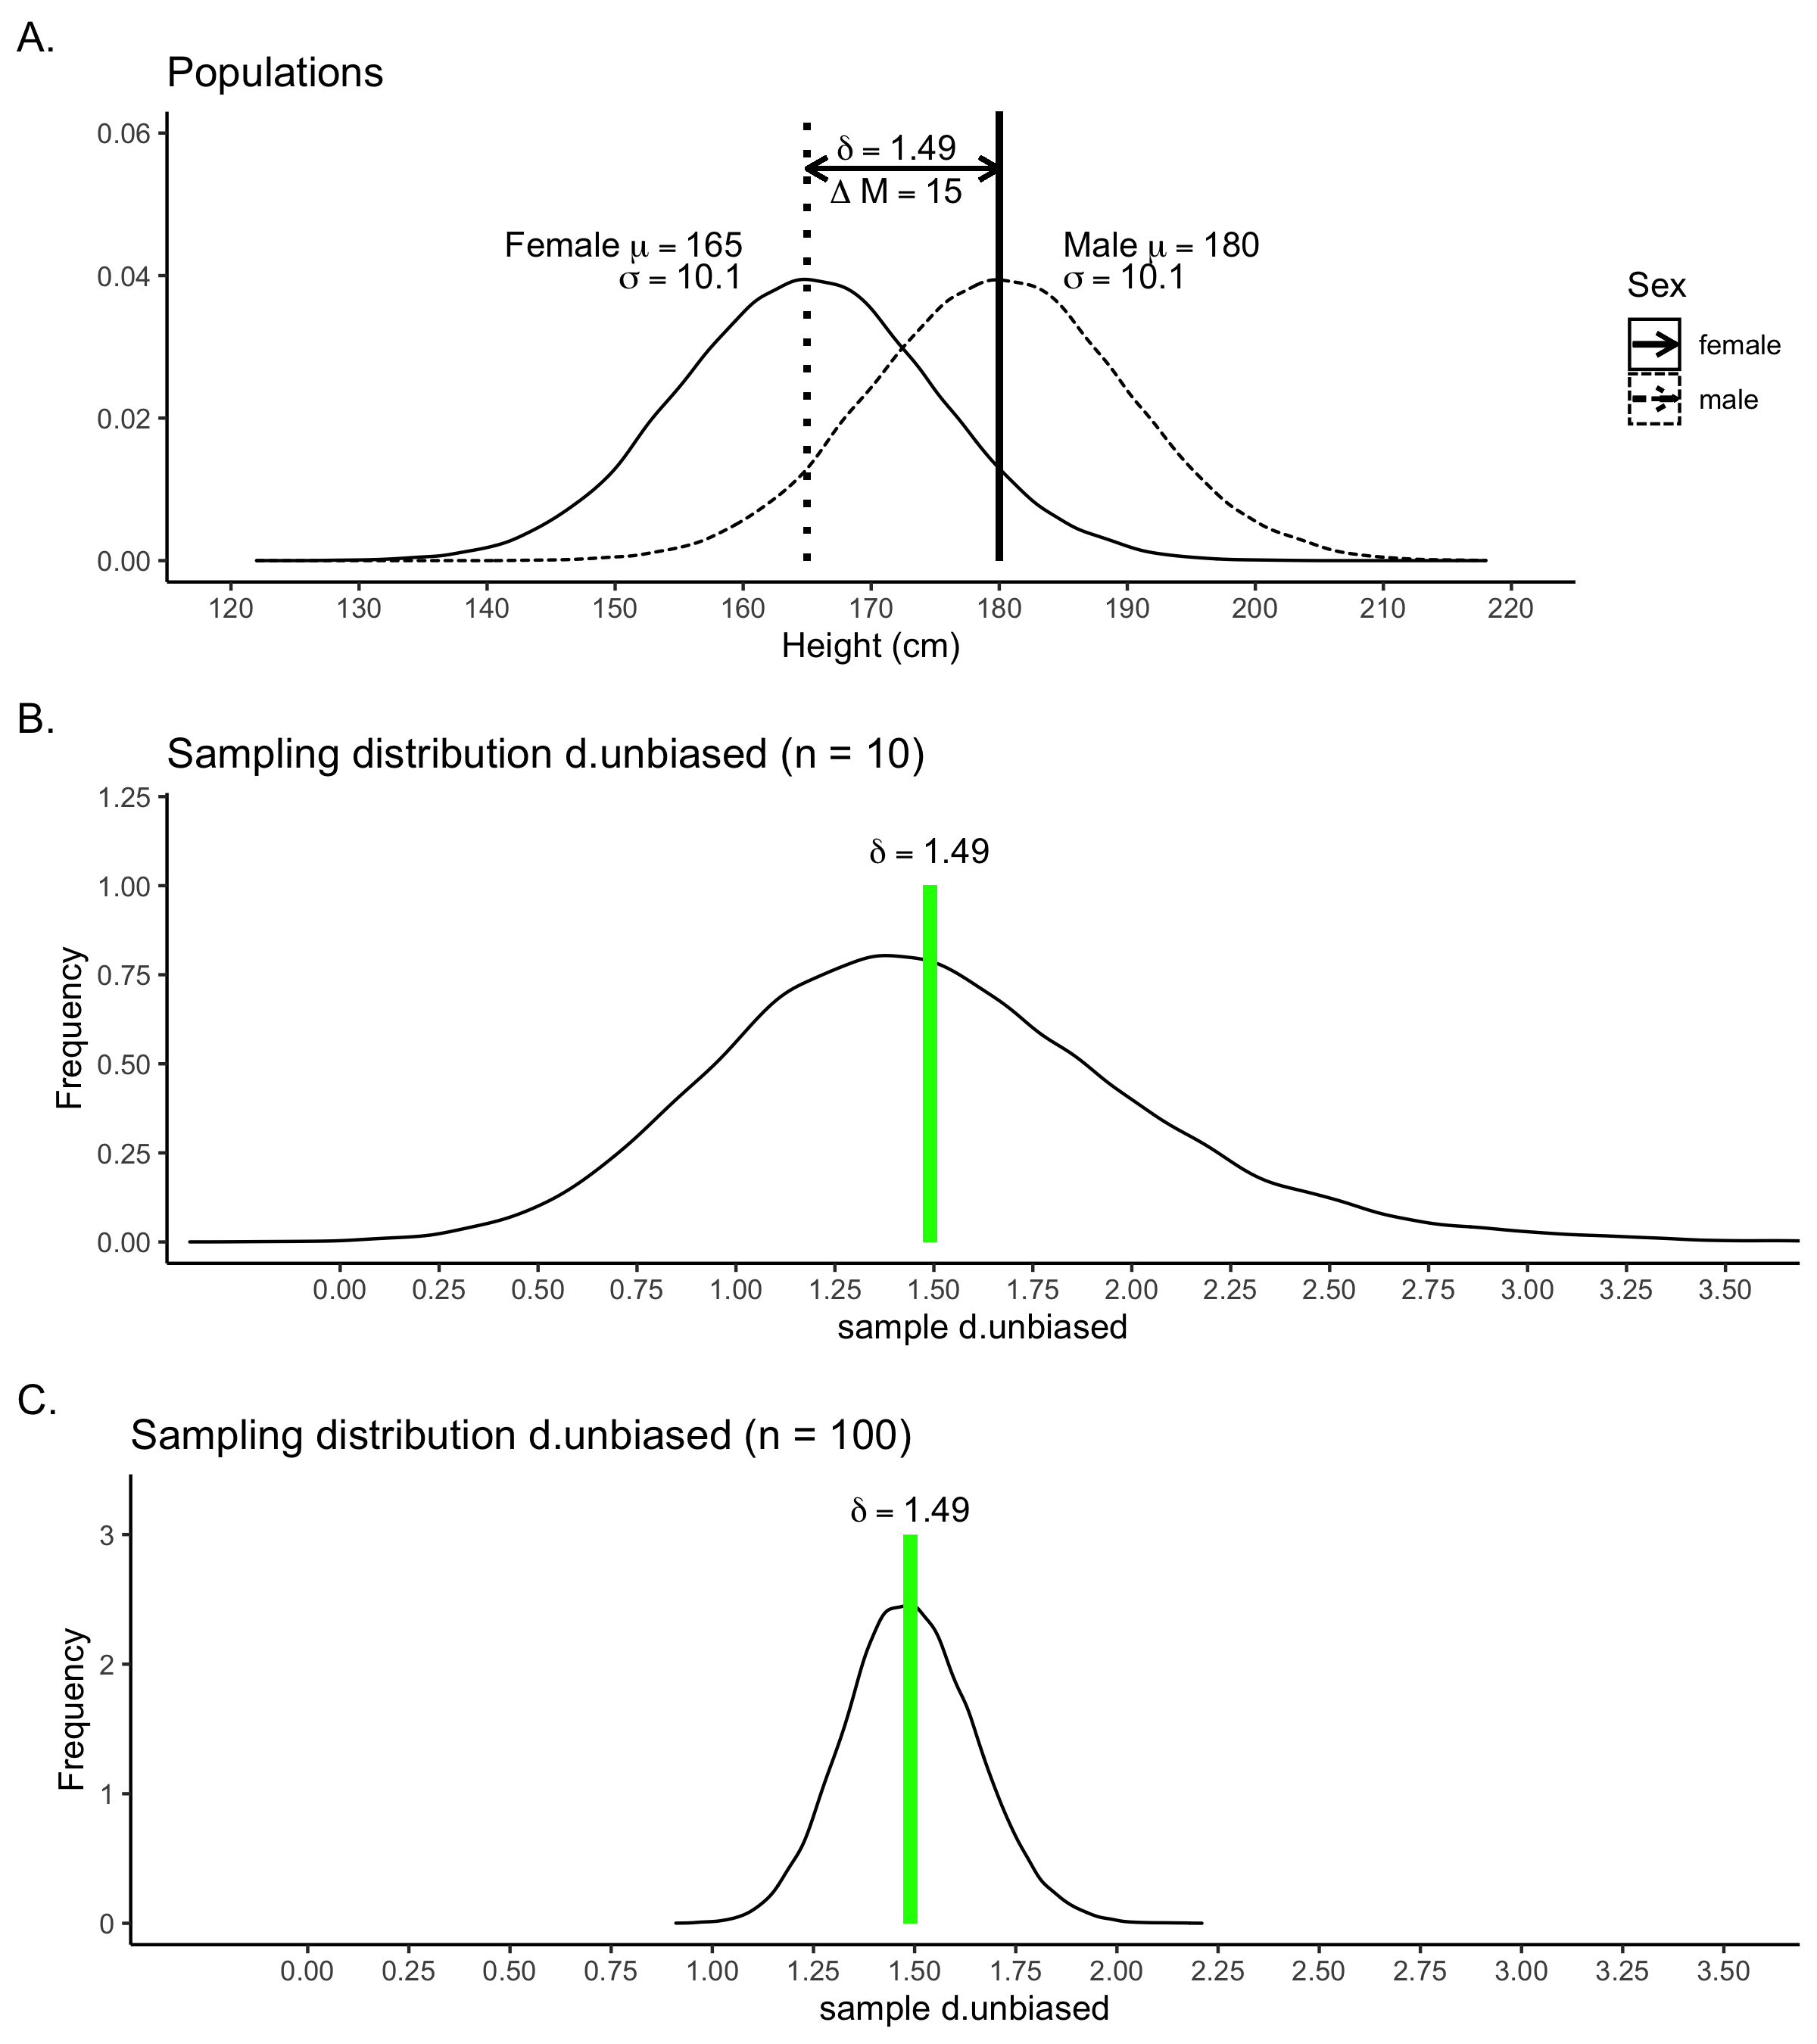 A.
Populations
0.06
0.04
0.02
0.00
δ = 1.49
Δ M = 15
Female μ = 165
σ = 10.1
Male μ = 180
σ = 10.1
Sex
female
male
120 130 140 150 160 170 180 190 200 210 220
Height (cm)
B.
Sampling distribution d.unbiased (n = 10)
1.25
1.00
0.75
0.50
0.25
0.00
Frequency
δ = 1.49
0.00 0.25 0.50 0.75 1.00 1.25 1.50 1.75 2.00 2.25 2.50 2.75 3.00 3.25 3.50
sample d.unbiased
C.
Sampling distribution d.unbiased (n = 100)
3
2
1
0
Frequency
δ = 1.49
0.00 0.25 0.50 0.75 1.00 1.25 1.50 1.75 2.00 2.25 2.50 2.75 3.00 3.25 3.50
sample d.unbiased